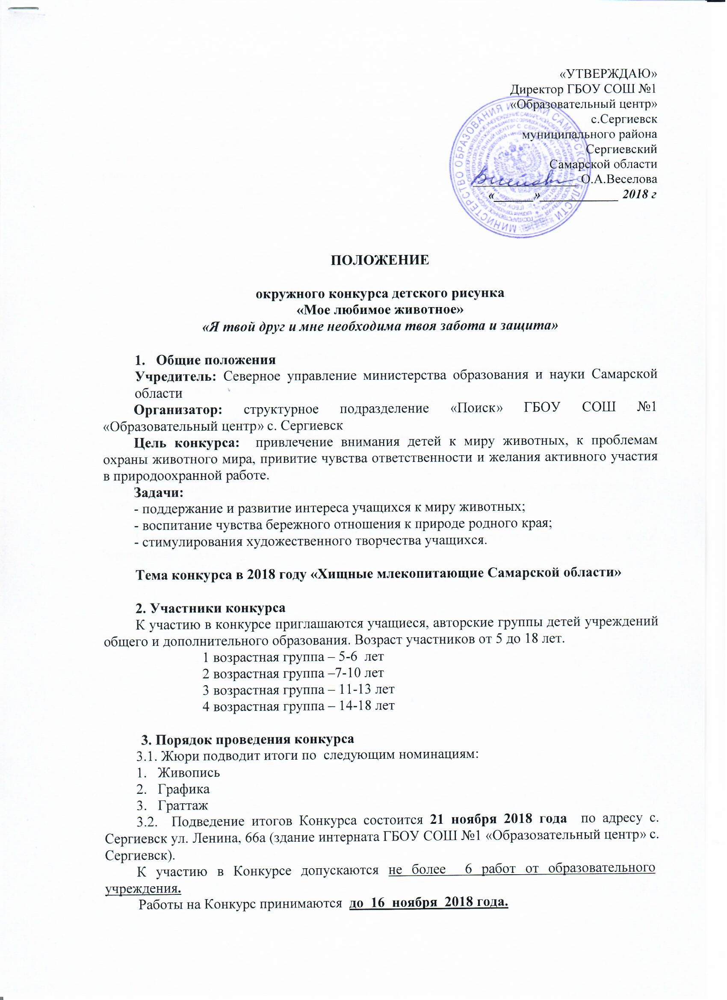 «УТВЕРЖДАЮ»
Директор ГБОУ СОШ №1
«Образовательный центр»
с.Сергиевск
муниципального района
Сергиевский
Самарской области
О.А.Веселова
«______»____________ 2018 г
МИНИСТЕРСТВО ОБРАЗОВАНИЯ И НАУКИ САМАРСКОЙ ОБЛАСТИ
ПОЛОЖЕНИЕ
окружного конкурса детского рисунка
«Мое любимое животное»
«Я твой друг и мне необходима твоя забота и защита»
1. Общие положения
Учредитель: Северное управление министерства образования и науки Самарской
области
Организатор: структурное подразделение «Поиск» ГБОУ СОШ №1
«Образовательный центр» с. Сергиевск
Цель конкурса: привлечение внимания детей к миру животных, к проблемам
охраны животного мира, привитие чувства ответственности и желания активного участия
в природоохранной работе.
Задачи:
- поддержание и развитие интереса учащихся к миру животных;
- воспитание чувства бережного отношения к природе родного края;
- стимулирования художественного творчества учащихся.
Тема конкурса в 2018 году «Хищные млекопитающие Самарской области»
2. Участники конкурса
К участию в конкурсе приглашаются учащиеся, авторские группы детей учреждений
общего и дополнительного образования. Возраст участников от 5 до 18 лет.
1 возрастная группа – 5-6 лет
2 возрастная группа –7-10 лет
3 возрастная группа – 11-13 лет
4 возрастная группа – 14-18 лет
3. Порядок проведения конкурса
3.1. Жюри подводит итоги по следующим номинациям:
1. Живопись
2. Графика
3. Граттаж
3.2. Подведение итогов Конкурса состоится 21 ноября 2018 года по адресу с.
Сергиевск ул. Ленина, 66а (здание интерната ГБОУ СОШ №1 «Образовательный центр» с.
Сергиевск).
К участию в Конкурсе допускаются не более 6 работ от образовательного
учреждения.
Работы на Конкурс принимаются до 16 ноября 2018 года.